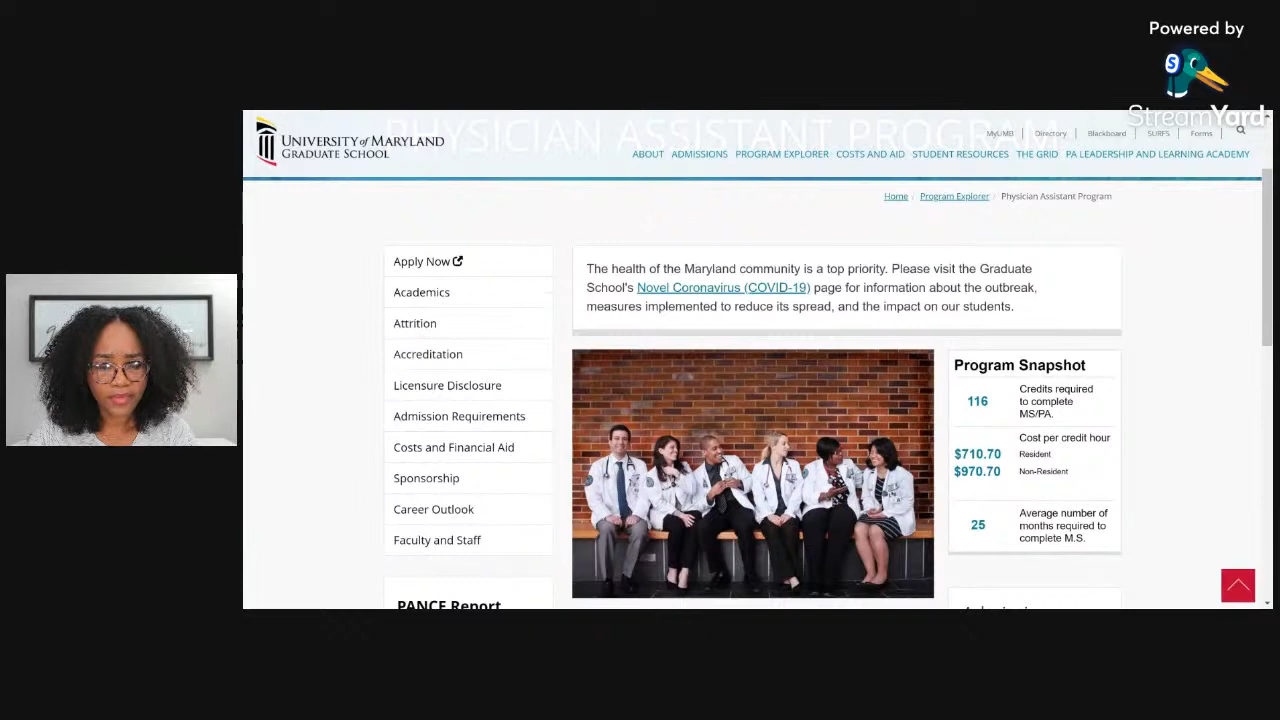 Powered by
StreamYard
PHYSICIAN ASSISTANT PROGRAM
UNIVERSITY of MARYLAND
GRADUATE SCHOOL
MyUMB
Directory
Blackboard
SURFS
Forms
ABOUT ADMISSIONS PROGRAM EXPLORER COSTS AND AID STUDENT RESOURCES THE GRID PA LEADERSHIP AND LEARNING ACADEMY
Home / Program Explorer / Physician Assistant Program
Apply Now
Academics
Attrition
Accreditation
Licensure Disclosure
Admission Requirements
Costs and Financial Aid
Sponsorship
Career Outlook
Faculty and Staff
PANCE Report
The health of the Maryland community is a top priority. Please visit the Graduate
School's Novel Coronavirus (COVID-19) page for information about the outbreak,
measures implemented to reduce its spread, and the impact on our students.
Program Snapshot
116
Credits required
to complete
MS/PA.
Cost per credit hour
$710.70 Resident
$970.70 Non-Resident
25
Average number of
months required to
complete M.S.